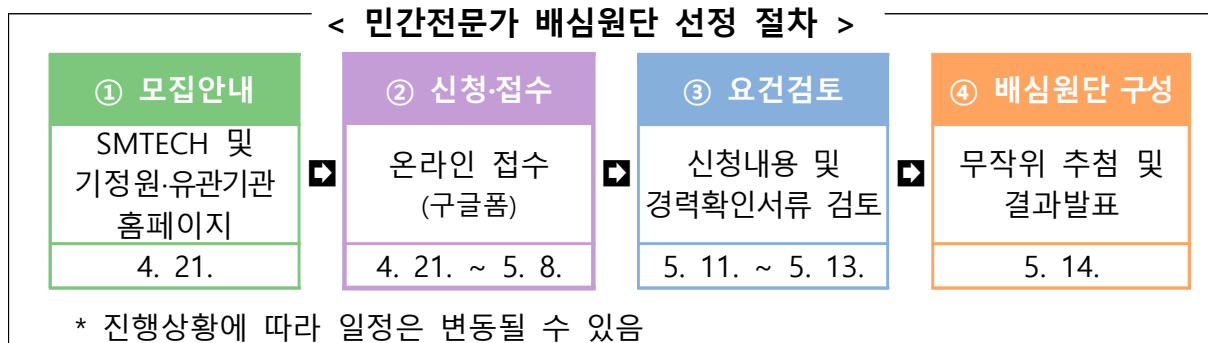 < 민간전문가 배심원단 선정 절차 >
① 모집안내
SMTECH 및
기정원·유관기관
홈페이지
4. 21.
② 신청·접수
온라인 접수
(구글폼)
4. 21. ~ 5. 8.
③ 요건검토
신청내용 및
경력확인서류 검토
5. 11. ~ 5. 13.
④ 배심원단 구성
무작위 추첨 및
결과발표
5. 14.
* 진행상황에 따라 일정은 변동될 수 있음